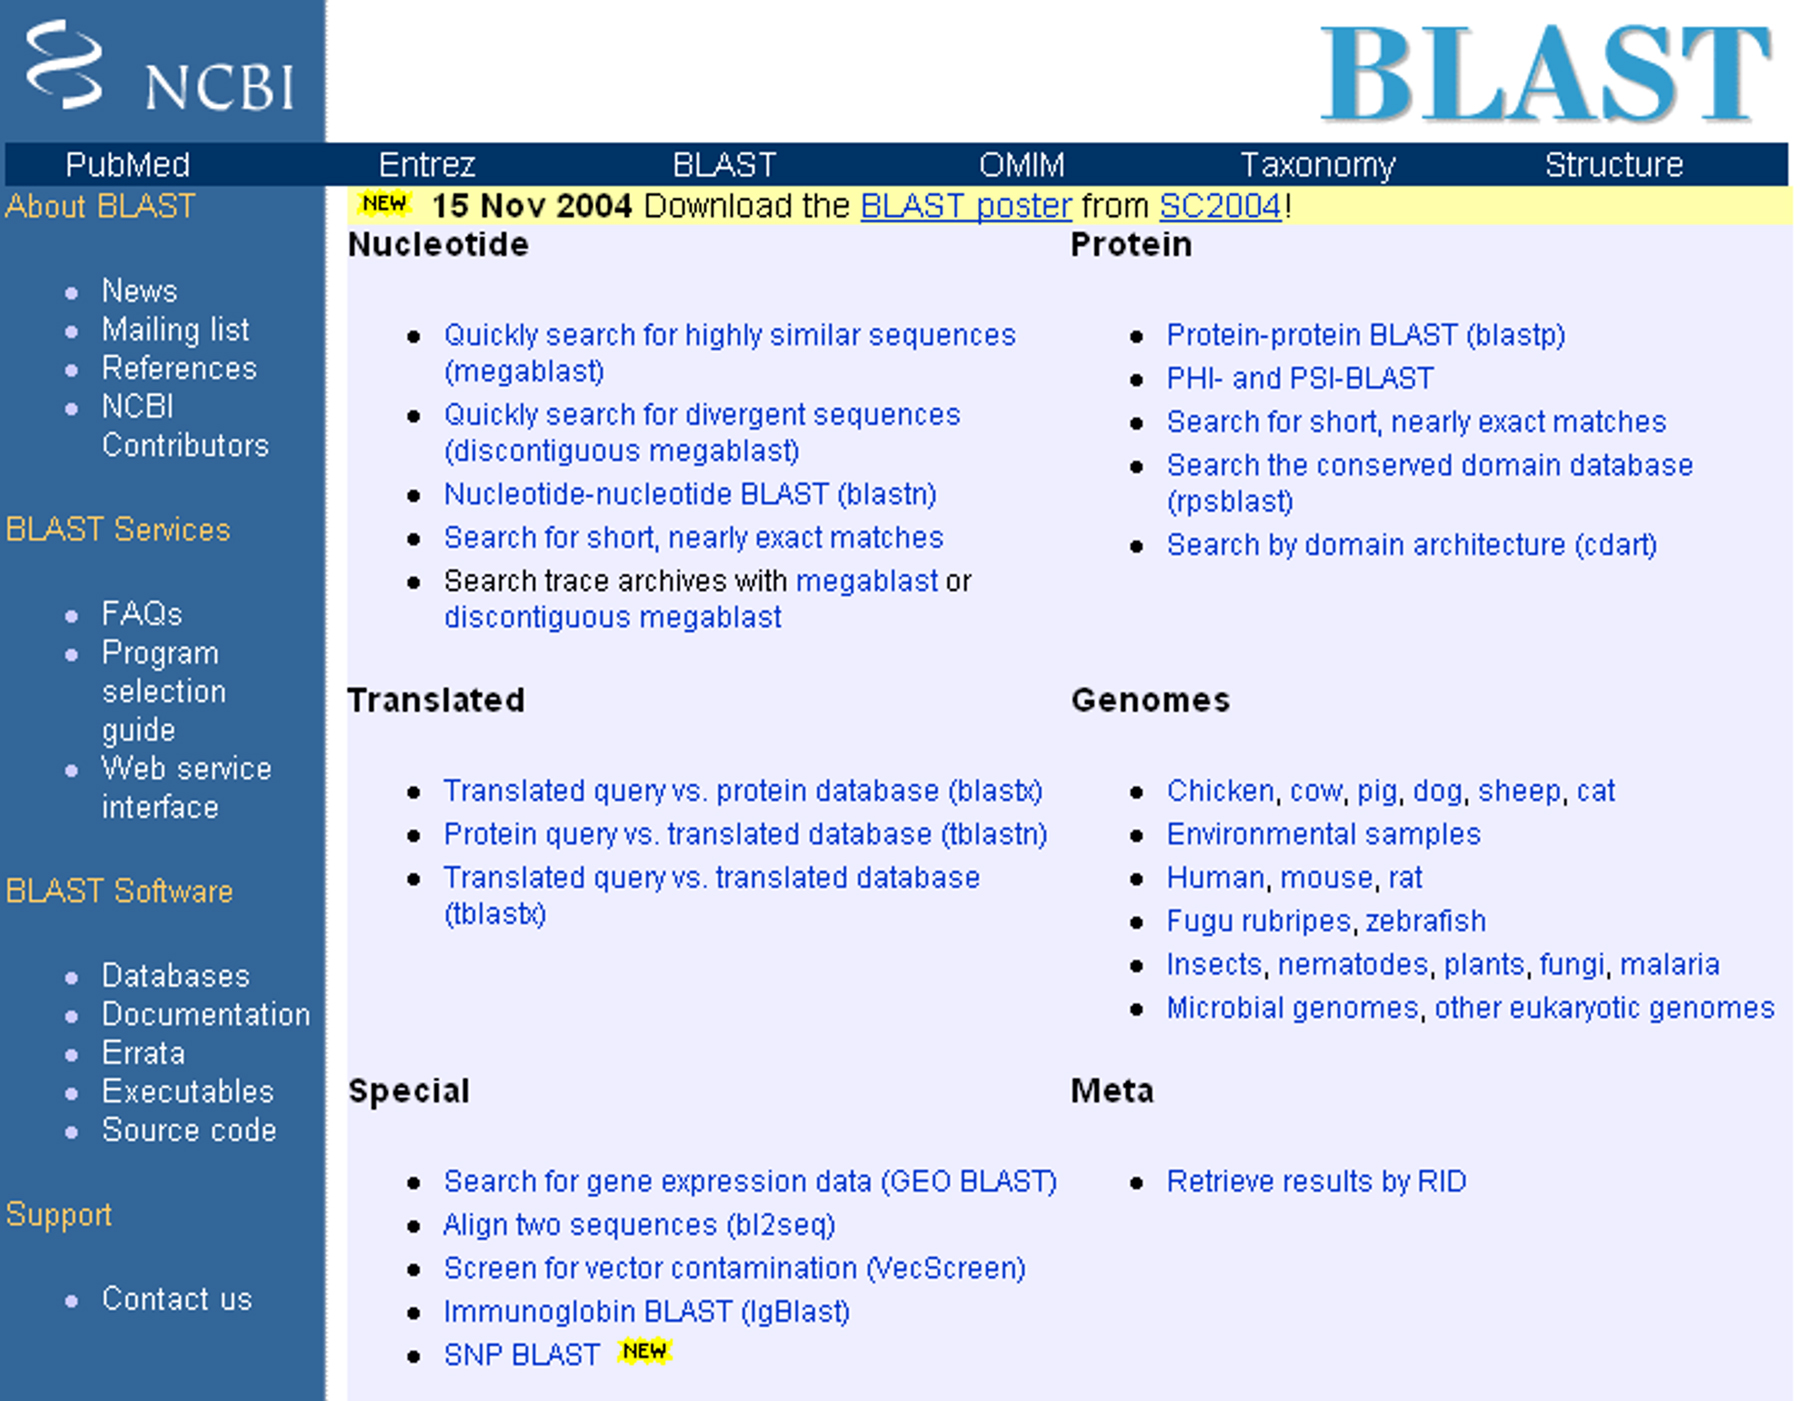 NCBI
BLAST
PubMed Entrez BLAST OMIM Taxonomy Structure
About BLAST
News
Mailing list
References
NCBI
Contributors
BLAST Services
FAQs
Program
selection
guide
Web service
interface
BLAST Software
Databases
Documentation
Errata
Executables
Source code
Support
Contact us
NEW 15 Nov 2004 Download the BLAST poster from SC2004!
Nucleotide
Quickly search for highly similar sequences
(megablast)
Quickly search for divergent sequences
(discontiguous megablast)
Nucleotide-nucleotide BLAST (blastn)
Search for short, nearly exact matches
Search trace archives with megablast or
discontiguous megablast
Protein
Protein-protein BLAST (blastp)
PHI- and PSI-BLAST
Search for short, nearly exact matches
Search the conserved domain database
(rpsblast)
Search by domain architecture (cdart)
Translated
Translated query vs. protein database (blastx)
Protein query vs. translated database (tblastn)
Translated query vs. translated database
(tblastx)
Genomes
Chicken, cow, pig, dog, sheep, cat
Environmental samples
Human, mouse, rat
Fugu rubripes, zebrafish
Insects, nematodes, plants, fungi, malaria
Microbial genomes, other eukaryotic genomes
Special
Search for gene expression data (GEO BLAST)
Align two sequences (bl2seq)
Screen for vector contamination (VecScreen)
Immunoglobin BLAST (IgBlast)
SNP BLAST NEW
Meta
Retrieve results by RID